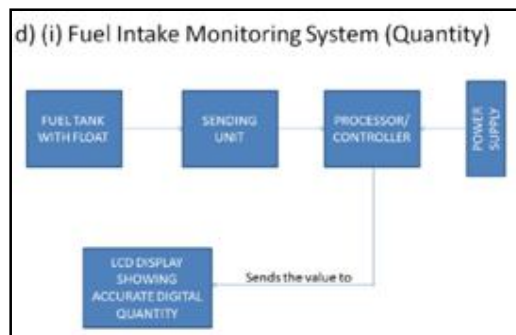 d) (i) Fuel Intake Monitoring System (Quantity)
FUEL TANK
WITH FLOAT
SENDING
UNIT
PROCESSOR/
CONTROLLER
POWER
SUPPLY
LCD DISPLAY
SHOWING
ACCURATE DIGITAL
QUANTITY
Sends the value to